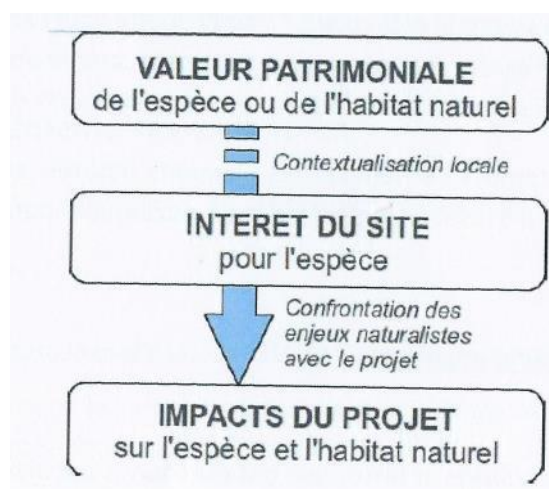 VALEUR PATRIMONIALE
de l'espèce ou de l'habitat naturel
Contextualisation locale
INTERET DU SITE
pour l'espèce
Confrontation des
enjeux naturalistes
avec le projet
IMPACTS DU PROJET
sur l'espèce et l'habitat naturel